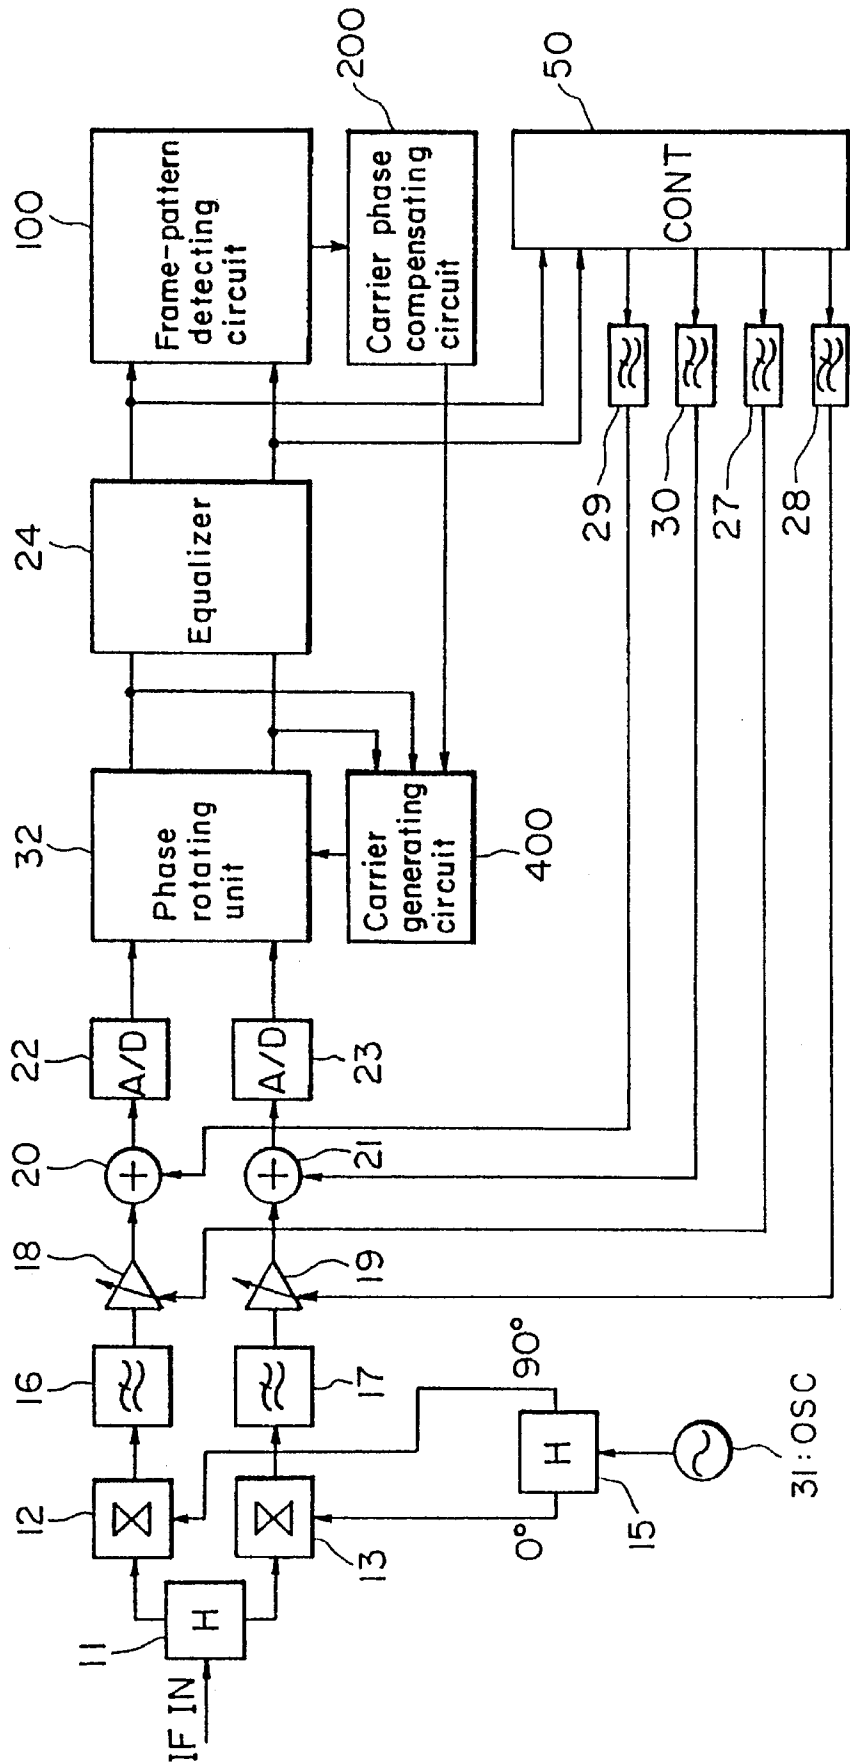 IF IN
11
H
12
13
0°
90°
H
15
31:OSC
16
17
18
19
20
21
22
A/D
A/D
23
32
Phase
rotating
unit
Carrier
generating
circuit
400
24
Equalizer
100
Frame-pattern
detecting
circuit
200
Carrier phase
compensating
circuit
50
CONT
29
30
27
28